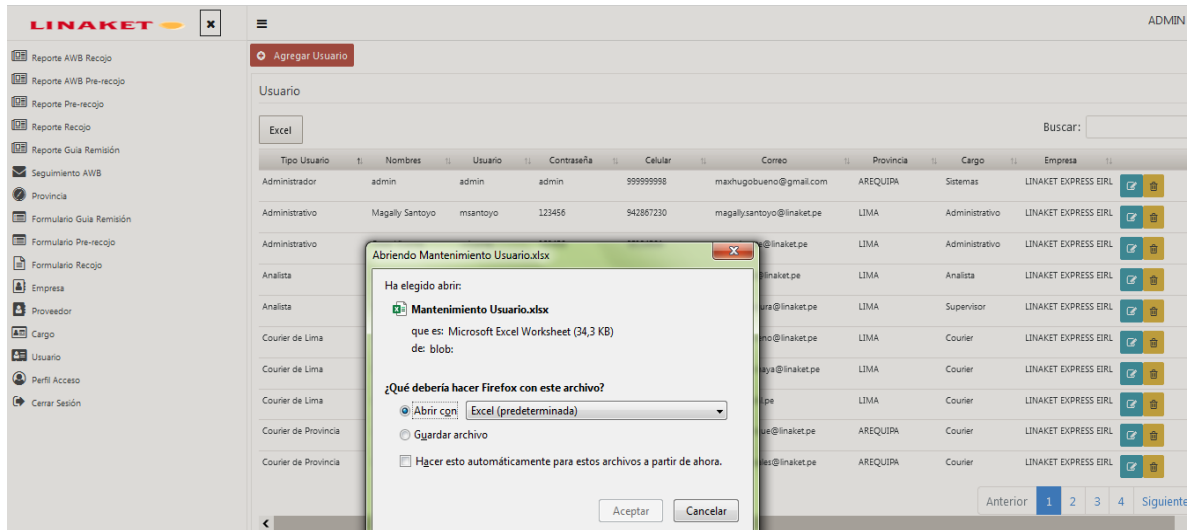 LINAKET
ADMIN
Reporte AWB Recojo
Reporte AWB Pre-recojo
Reporte Pre-recojo
Reporte Recojo
Reporte Guia Remisión
Seguimiento AWB
Provincia
Formulario Guia Remisión
Formulario Pre-recojo
Formulario Recojo
Empresa
Proveedor
Cargo
Usuario
Perfil Acceso
Cerrar Sesión
Agregar Usuario
Usuario
Excel
Buscar:
Tipo Usuario Nombres Usuario Contraseña Celular Correo Provincia Cargo Empresa
Administrador admin admin admin 999999998 maxhugobueno@gmail.com AREQUIPA Sistemas LINAKET EXPRESS EIRL
Administrativo Magally Santoyo msantoyo 123456 942867230 magally.santoyo@linaket.pe LIMA Administrativo LINAKET EXPRESS EIRL
Administrativo e@linaket.pe LIMA Administrativo LINAKET EXPRESS EIRL
Analista @linaket.pe LIMA Analista LINAKET EXPRESS EIRL
Analista ura@linaket.pe LIMA Supervisor LINAKET EXPRESS EIRL
Courier de Lima no@linaket.pe LIMA Courier LINAKET EXPRESS EIRL
Courier de Lima aya@linaket.pe LIMA Courier LINAKET EXPRESS EIRL
Courier de Lima .pe LIMA Courier LINAKET EXPRESS EIRL
Courier de Provincia ue@linaket.pe AREQUIPA Courier LINAKET EXPRESS EIRL
Courier de Provincia les@linaket.pe AREQUIPA Courier LINAKET EXPRESS EIRL
Anterior 1 2 3 4 Siguiente
Abriendo Mantenimiento Usuario.xlsx
Ha elegido abrir:
Mantenimiento Usuario.xlsx
que es: Microsoft Excel Worksheet (34,3 KB)
de: blob:
¿Qué debería hacer Firefox con este archivo?
Abrir con Excel (predeterminada)
Guardar archivo
Hacer esto automáticamente para estos archivos a partir de ahora.
Aceptar Cancelar